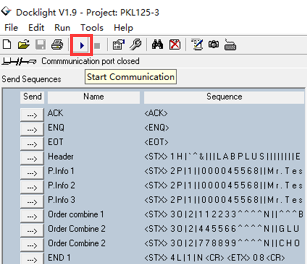 Docklight V1.9 - Project: PKL125-3
File Edit Run Tools Help
Commmunication port closed
Start Communication
Send Sequences
Send Name Sequence
---> ACK <ACK>
---> ENQ <ENQ>
---> EOT <EOT>
---> Header <STX> 1H|`^&|||LABPLUS|||||||||E
---> P.Info 1 <STX> 2P|1||000045568||Mr.Tes
---> P.Info 2 <STX> 2P|1||000045568||Mr.Tes
---> P.Info 3 <STX> 2P|1||000045568||Mr.Tes
---> Order combine 1 <STX> 3O|2|112233^^^^N||^^^B
---> Order Combine 2 <STX> 3O|2|445566^^^^N||GLU
---> Order Combine 2 <STX> 3O|2|778899^^^^N||CHO
---> END 1 <STX> 4L|1|N<CR><ETX>08<CR>